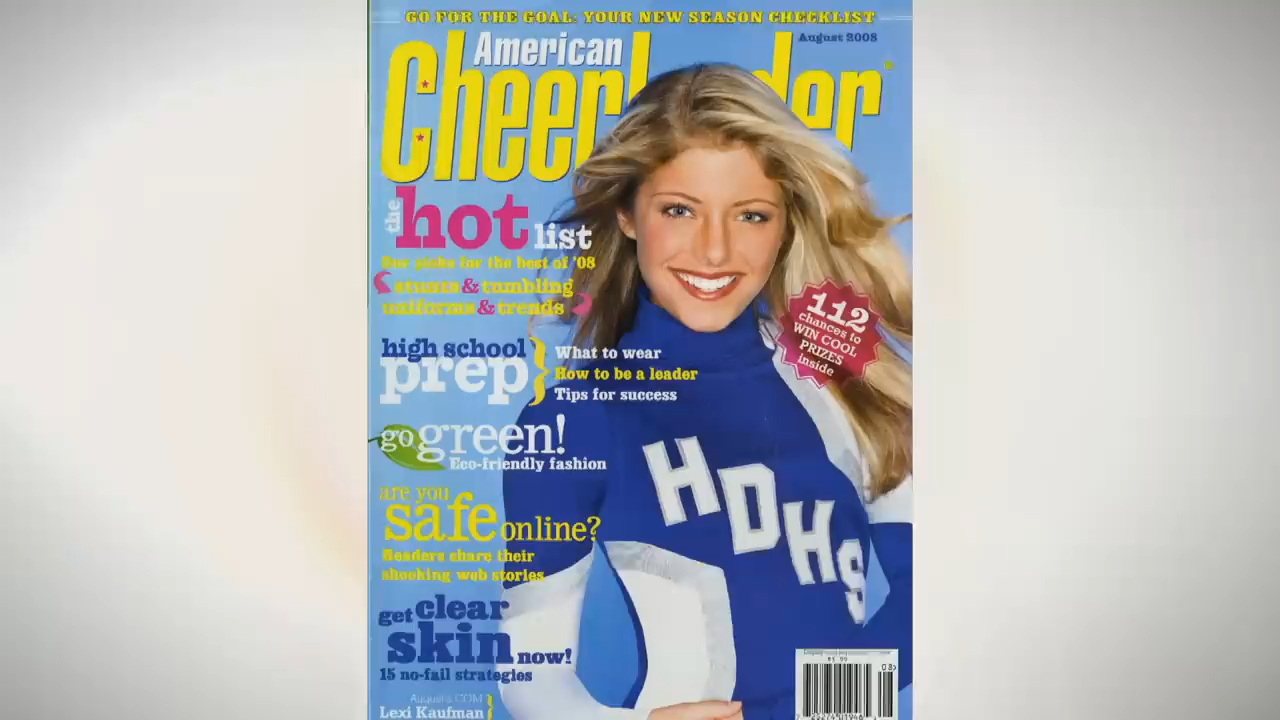 GO FOR THE GOAL: YOUR NEW SEASON CHECKLIST
American
August 2008
Cheerleader
the hot list
Our picks for the best of '08
stunts & tumbling
uniforms & trends
112
chances to
WIN COOL
PRIZES
inside
high school
prep
What to wear
How to be a leader
Tips for success
go green!
Eco-friendly fashion
are you
safe online?
Readers share their
shocking web stories
get clear
skin now!
15 no-fail strategies
Lexi Kaufman
HDHS
08>